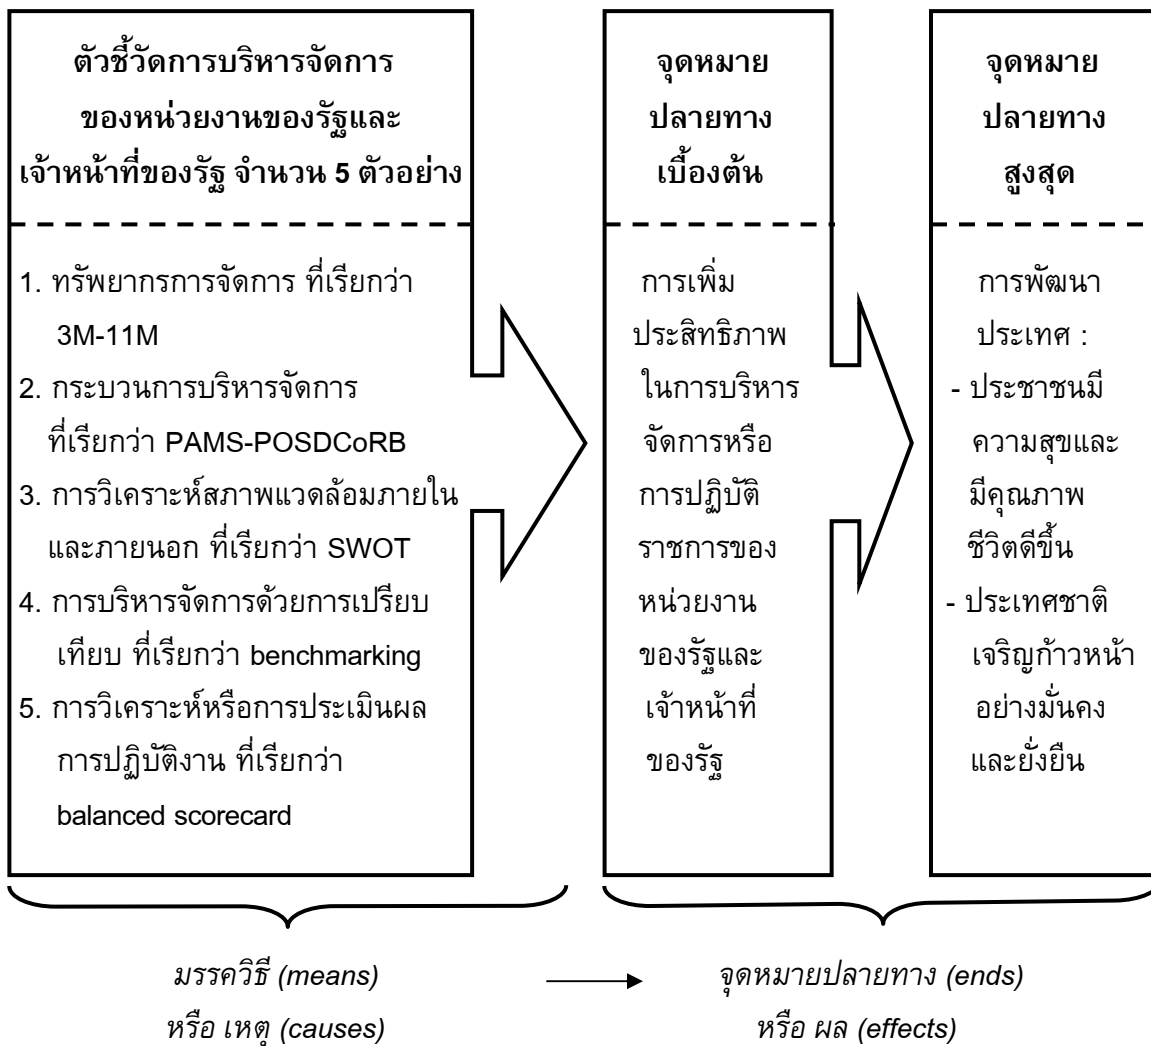 ตัวชี้วัดการบริหารจัดการ
ของหน่วยงานของรัฐและ
เจ้าหน้าที่ของรัฐ จำนวน 5 ตัวอย่าง
1. ทรัพยากรการจัดการ ที่เรียกว่า
3M-11M
2. กระบวนการบริหารจัดการ
ที่เรียกว่า PAMS-POSDCoRB
3. การวิเคราะห์สภาพแวดล้อมภายใน
และภายนอก ที่เรียกว่า SWOT
4. การบริหารจัดการด้วยการเปรียบ
เทียบ ที่เรียกว่า benchmarking
5. การวิเคราะห์หรือการประเมินผล
การปฏิบัติงาน ที่เรียกว่า
balanced scorecard
จุดหมาย
ปลายทาง
เบื้องต้น
การเพิ่ม
ประสิทธิภาพ
ในการบริหาร
จัดการหรือ
การปฏิบัติ
ราชการของ
หน่วยงาน
ของรัฐและ
เจ้าหน้าที่
ของรัฐ
จุดหมาย
ปลายทาง
สูงสุด
การพัฒนา
ประเทศ :
- ประชาชนมี
ความสุขและ
มีคุณภาพ
ชีวิตดีขึ้น
- ประเทศชาติ
เจริญก้าวหน้า
อย่างมั่นคง
และยั่งยืน
มรรควิธี (means)
หรือ เหตุ (causes)
จุดหมายปลายทาง (ends)
หรือ ผล (effects)